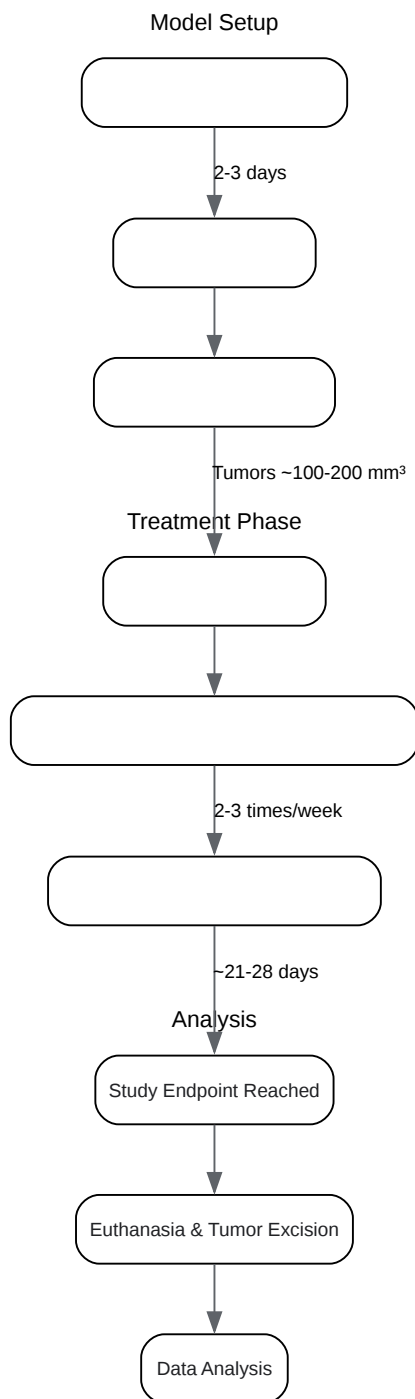 Model Setup
2-3 days
Tumors ~100-200 mm³
Treatment Phase
2-3 times/week
~21-28 days
Analysis
Study Endpoint Reached
Euthanasia & Tumor Excision
Data Analysis